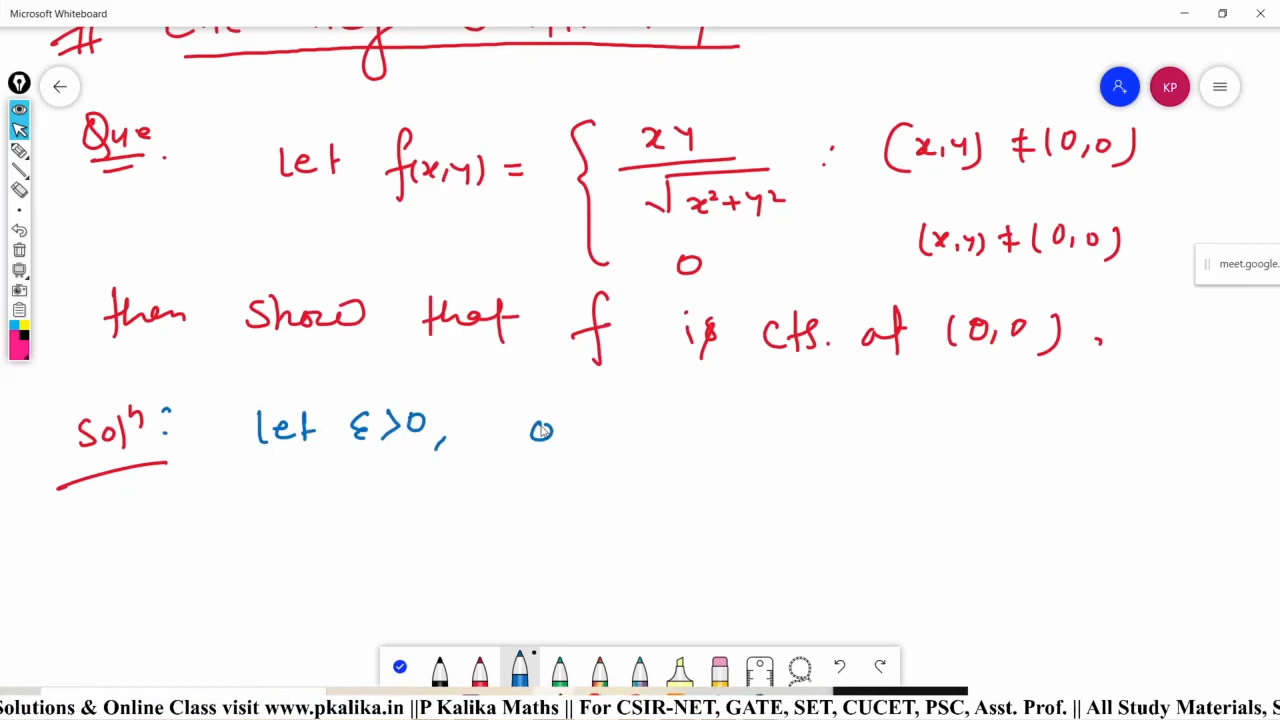 Microsoft Whiteboard
#
Que. let f(x,y) = { xy / √x²+y² : (x,y) ≠ (0,0)
0 (x,y) ≠ (0,0)
then show that f is cts. at (0,0).
Solⁿ: let ε>0, 0
KP
meet.google.
Solutions & Online Class visit www.pkalika.in ||P Kalika Maths || For CSIR-NET, GATE, SET, CUCET, PSC, Asst. Prof. || All Study Materials, S